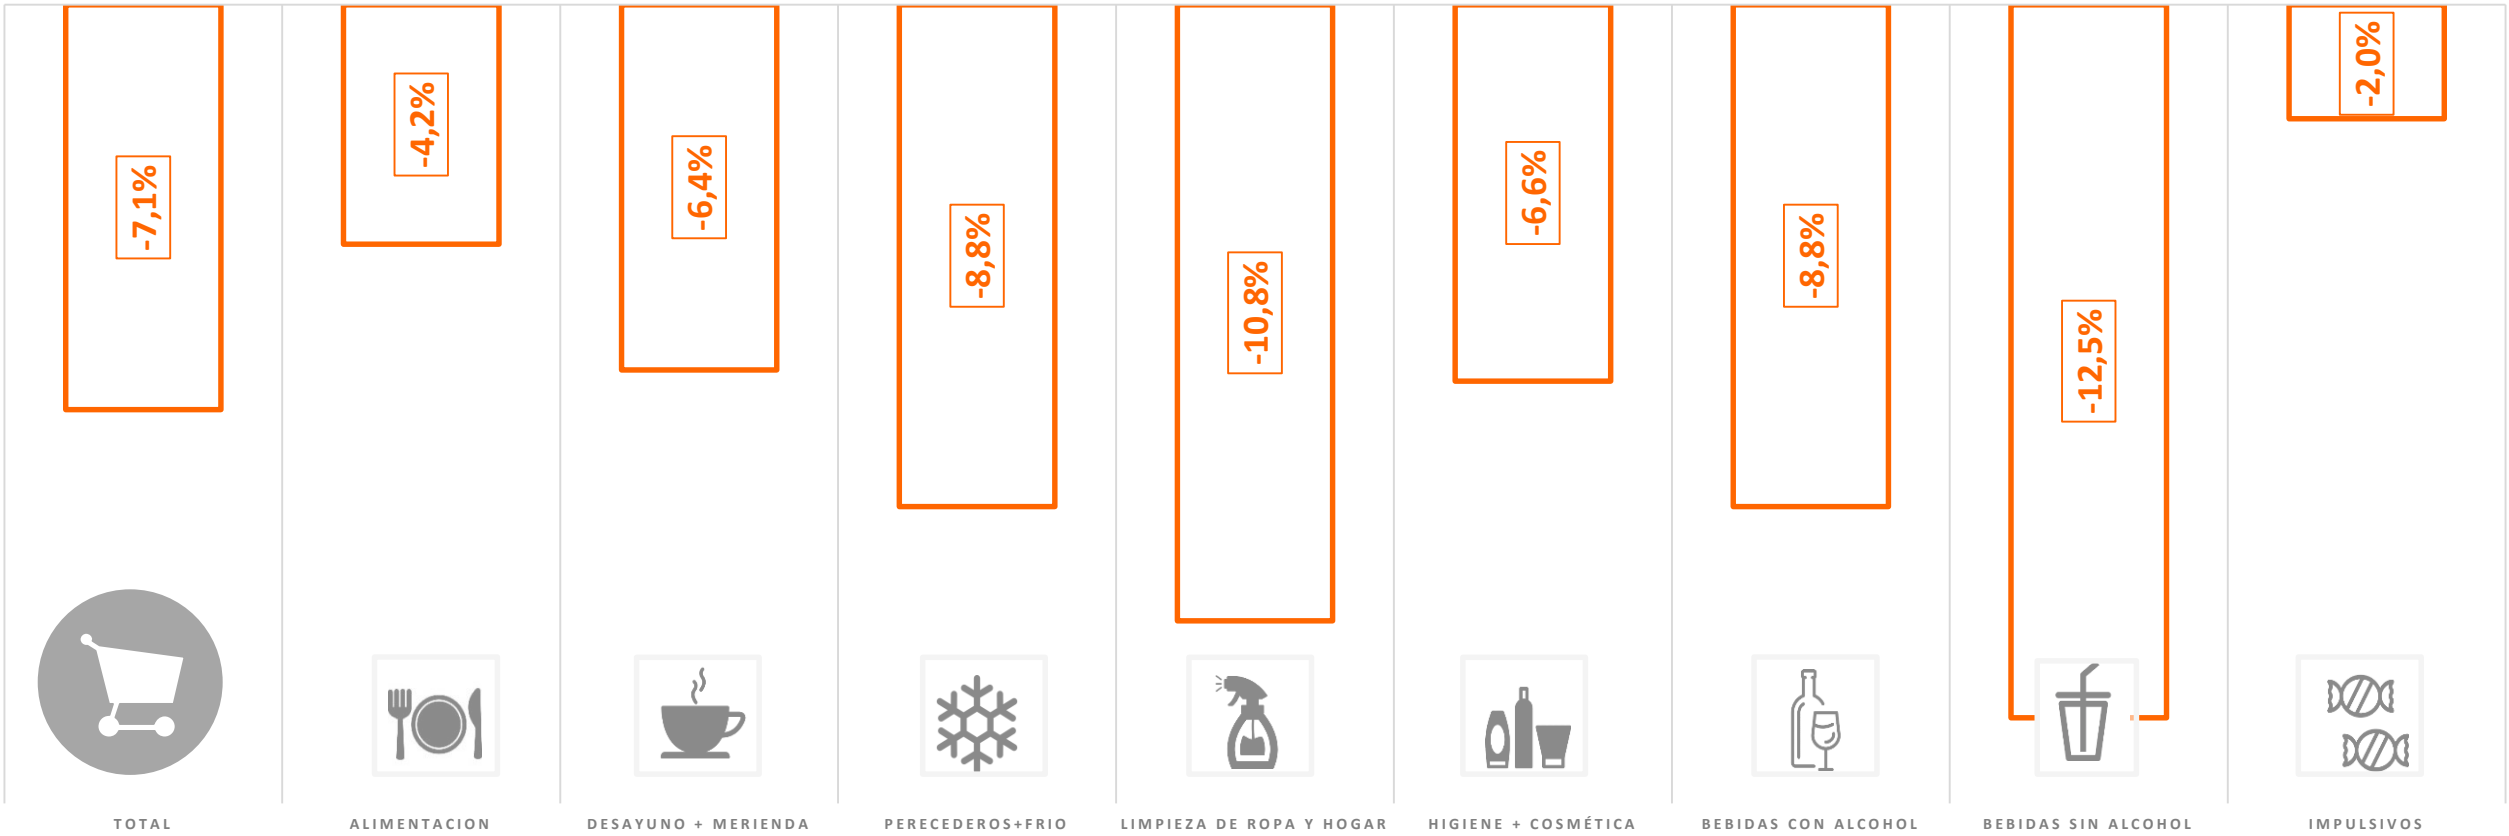 -7,1%
-4,2%
-6,4%
-8,8%
-10,8%
-6,6%
-8,8%
-12,5%
-2,0%
TOTAL
ALIMENTACION
DESAYUNO + MERIENDA
PERECEDEROS+FRIO
LIMPIEZA DE ROPA Y HOGAR
HIGIENE + COSMÉTICA
BEBIDAS CON ALCOHOL
BEBIDAS SIN ALCOHOL
IMPULSIVOS